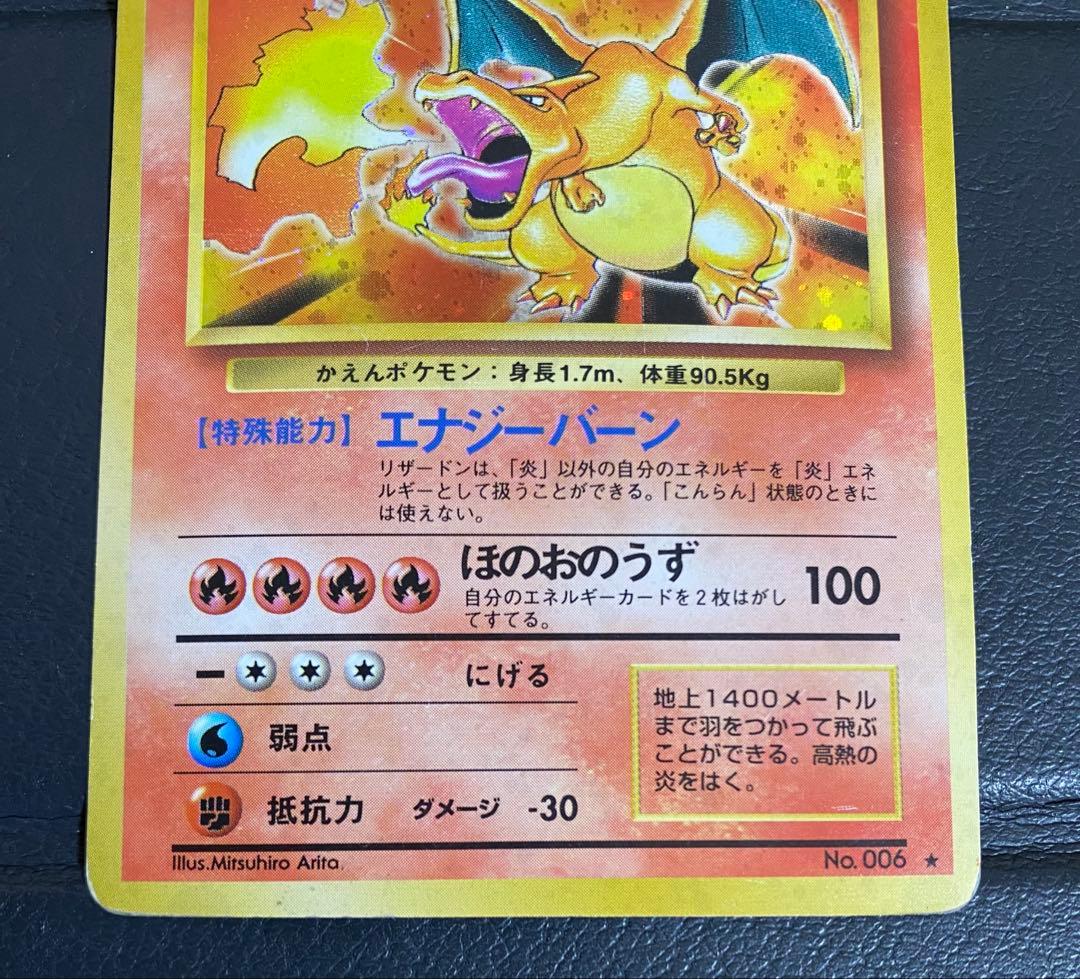 かえんポケモン：身長1.7m、体重90.5Kg
【特殊能力】エナジーバーン
リザードンは、「炎」以外の自分のエネルギーを「炎」エネ
ルギーとして扱うことができる。「こんらん」状態のときに
は使えない。
ほのおのうず 100
自分のエネルギーカードを2枚はがし
てすてる。
にげる
弱点
抵抗力 ダメージ -30
地上1400メートル
まで羽をつかって飛ぶ
ことができる。高熱の
炎をはく。
Illus.Mitsuhiro Arita.
No. 006 ★